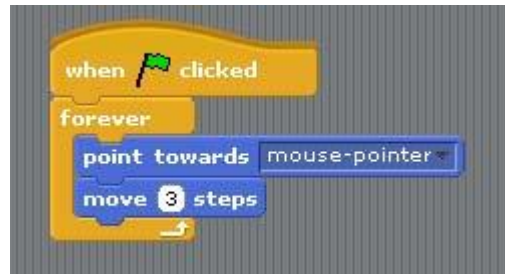 when clicked
forever
point towards mouse-pointer
move 3 steps